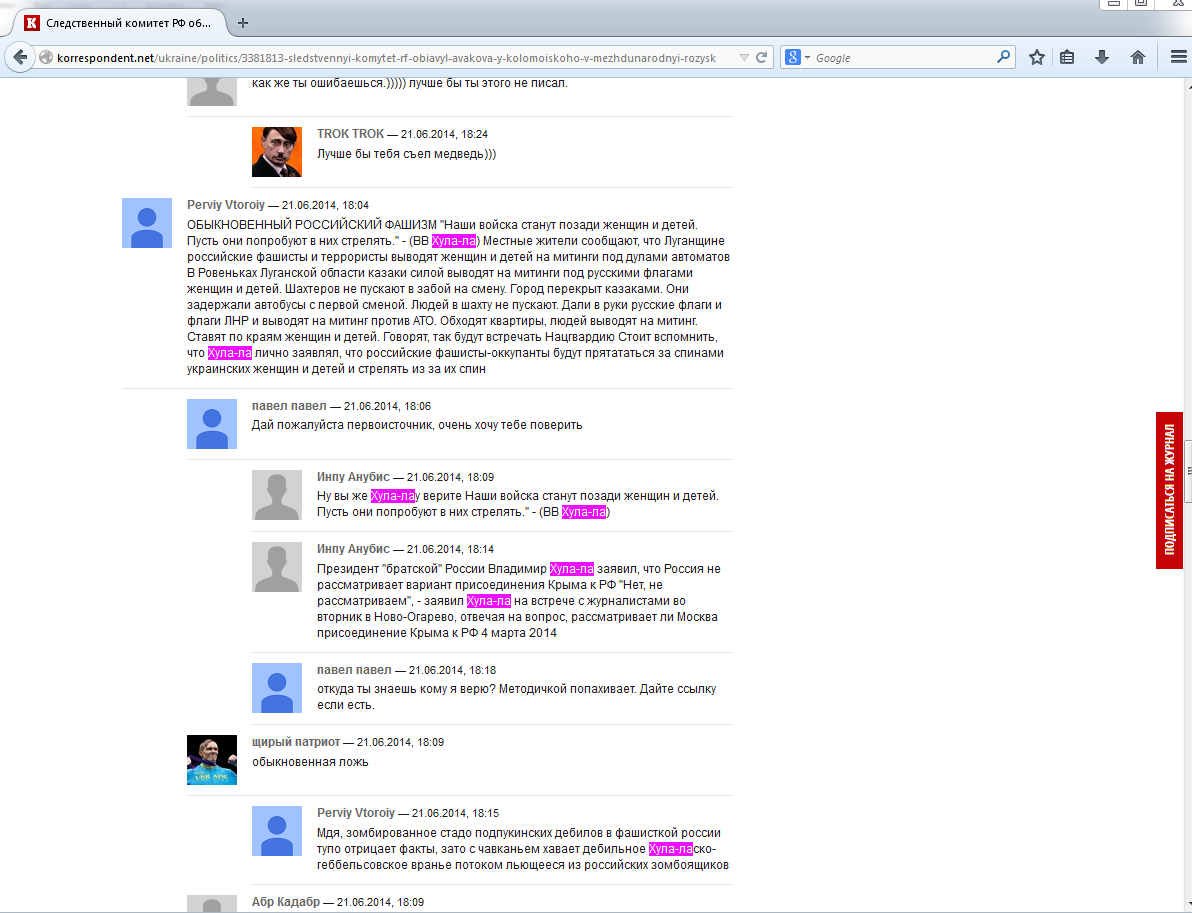 Следственный комитет РФ об...
korrespondent.net/ukraine/politics/3381813-sledstvennyi-komytet-rf-obiavyl-avakova-y-kolomoiskoho-v-mezhdunarodnyi-rozysk
Google
как же ты ошибаешься.))))) лучше бы ты этого не писал.
TROK TROK — 21.06.2014, 18:24
Лучше бы тебя съел медведь)))
Perviy Vtoroiy — 21.06.2014, 18:04
ОБЫКНОВЕННЫЙ РОССИЙСКИЙ ФАШИЗМ "Наши войска станут позади женщин и детей.
Пусть они попробуют в них стрелять." - (ВВ Хула-ла) Местные жители сообщают, что Луганщине
российские фашисты и террористы выводят женщин и детей на митинги под дулами автоматов
В Ровеньках Луганской области казаки силой выводят на митинги под русскими флагами
женщин и детей. Шахтеров не пускают в забой на смену. Город перекрыт казаками. Они
задержали автобусы с первой сменой. Людей в шахту не пускают. Дали в руки русские флаги и
флаги ЛНР и выводят на митинг против АТО. Обходят квартиры, людей выводят на митинг.
Ставят по краям женщин и детей. Говорят, так будут встречать Нацгвардию Стоит вспомнить,
что Хула-ла лично заявлял, что российские фашисты-оккупанты будут прятататься за спинами
украинских женщин и детей и стрелять из за их спин
павел павел — 21.06.2014, 18:06
Дай пожалуйста первоисточник, очень хочу тебе поверить
Инпу Анубис — 21.06.2014, 18:09
Ну вы же Хула-лау верите Наши войска станут позади женщин и детей.
Пусть они попробуют в них стрелять." - (ВВ Хула-ла)
Инпу Анубис — 21.06.2014, 18:14
Президент "братской" России Владимир Хула-ла заявил, что Россия не
рассматривает вариант присоединения Крыма к РФ "Нет, не
рассматриваем", - заявил Хула-ла на встрече с журналистами во
вторник в Ново-Огарево, отвечая на вопрос, рассматривает ли Москва
присоединение Крыма к РФ 4 марта 2014
павел павел — 21.06.2014, 18:18
откуда ты знаешь кому я верю? Методичкой попахивает. Дайте ссылку
если есть.
щирый патриот — 21.06.2014, 18:09
обыкновенная ложь
Perviy Vtoroiy — 21.06.2014, 18:15
Мдя, зомбированное стадо подпукинских дебилов в фашисткой россии
тупо отрицает факты, зато с чавканьем хавает дебильное Хула-ласко-
геббельсовское вранье потоком льющееся из российских зомбоящиков
Абр Кадабр — 21.06.2014, 18:09
ПОДПИСАТЬСЯ НА ЖУРНАЛ